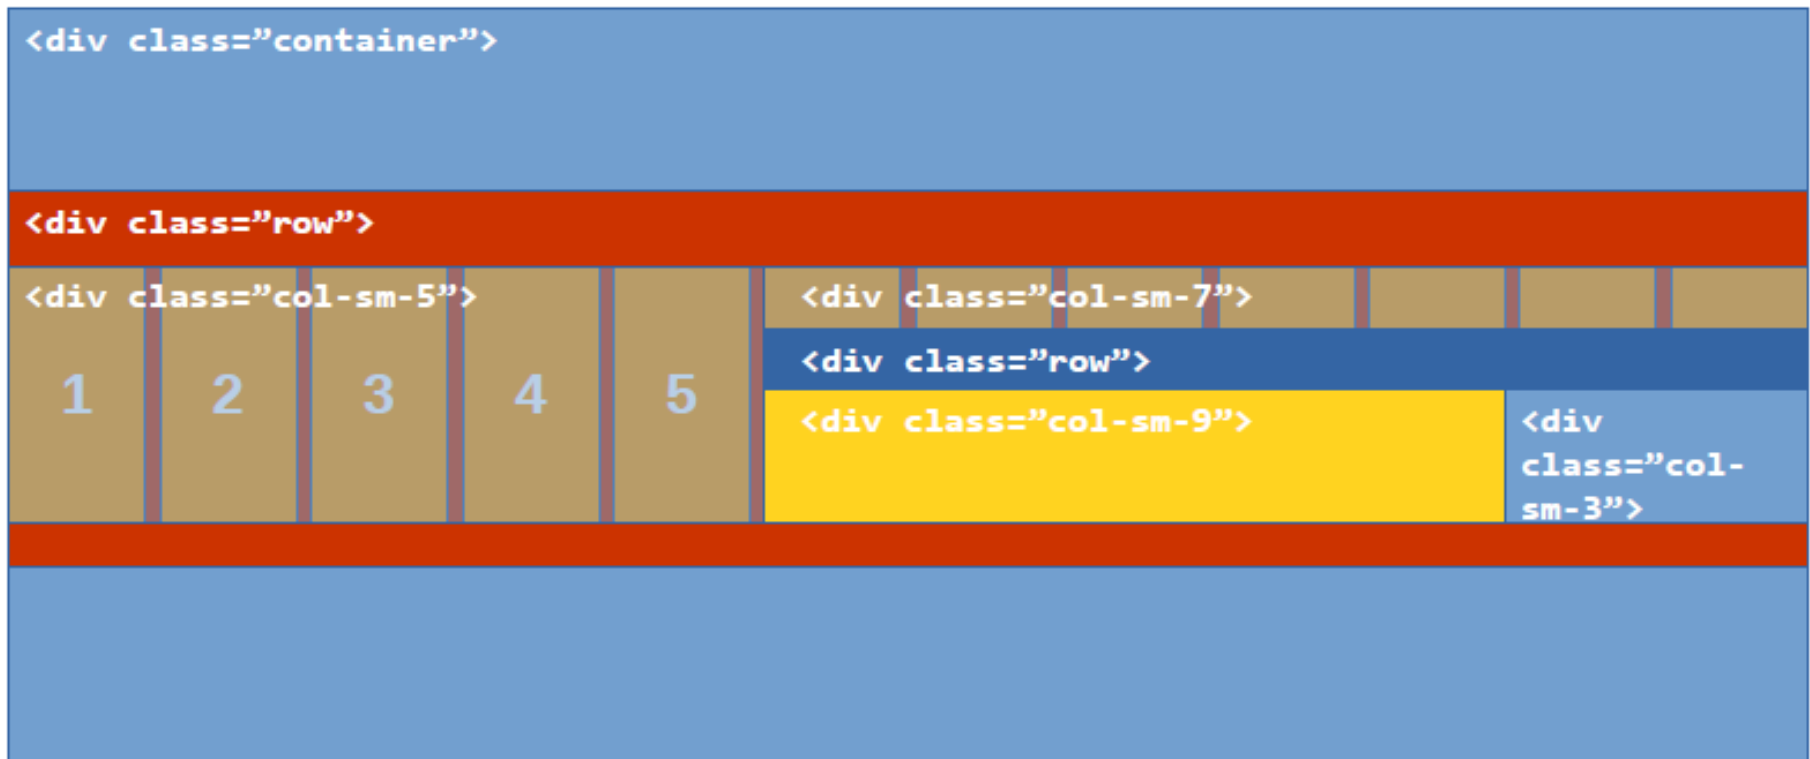 <div class=”container”>
<div class=”row”>
<div class=”col-sm-5”>
1 2 3 4 5
<div class=”col-sm-7”>
<div class=”row”>
<div class=”col-sm-9”>
<div
class=”col-
sm-3”>